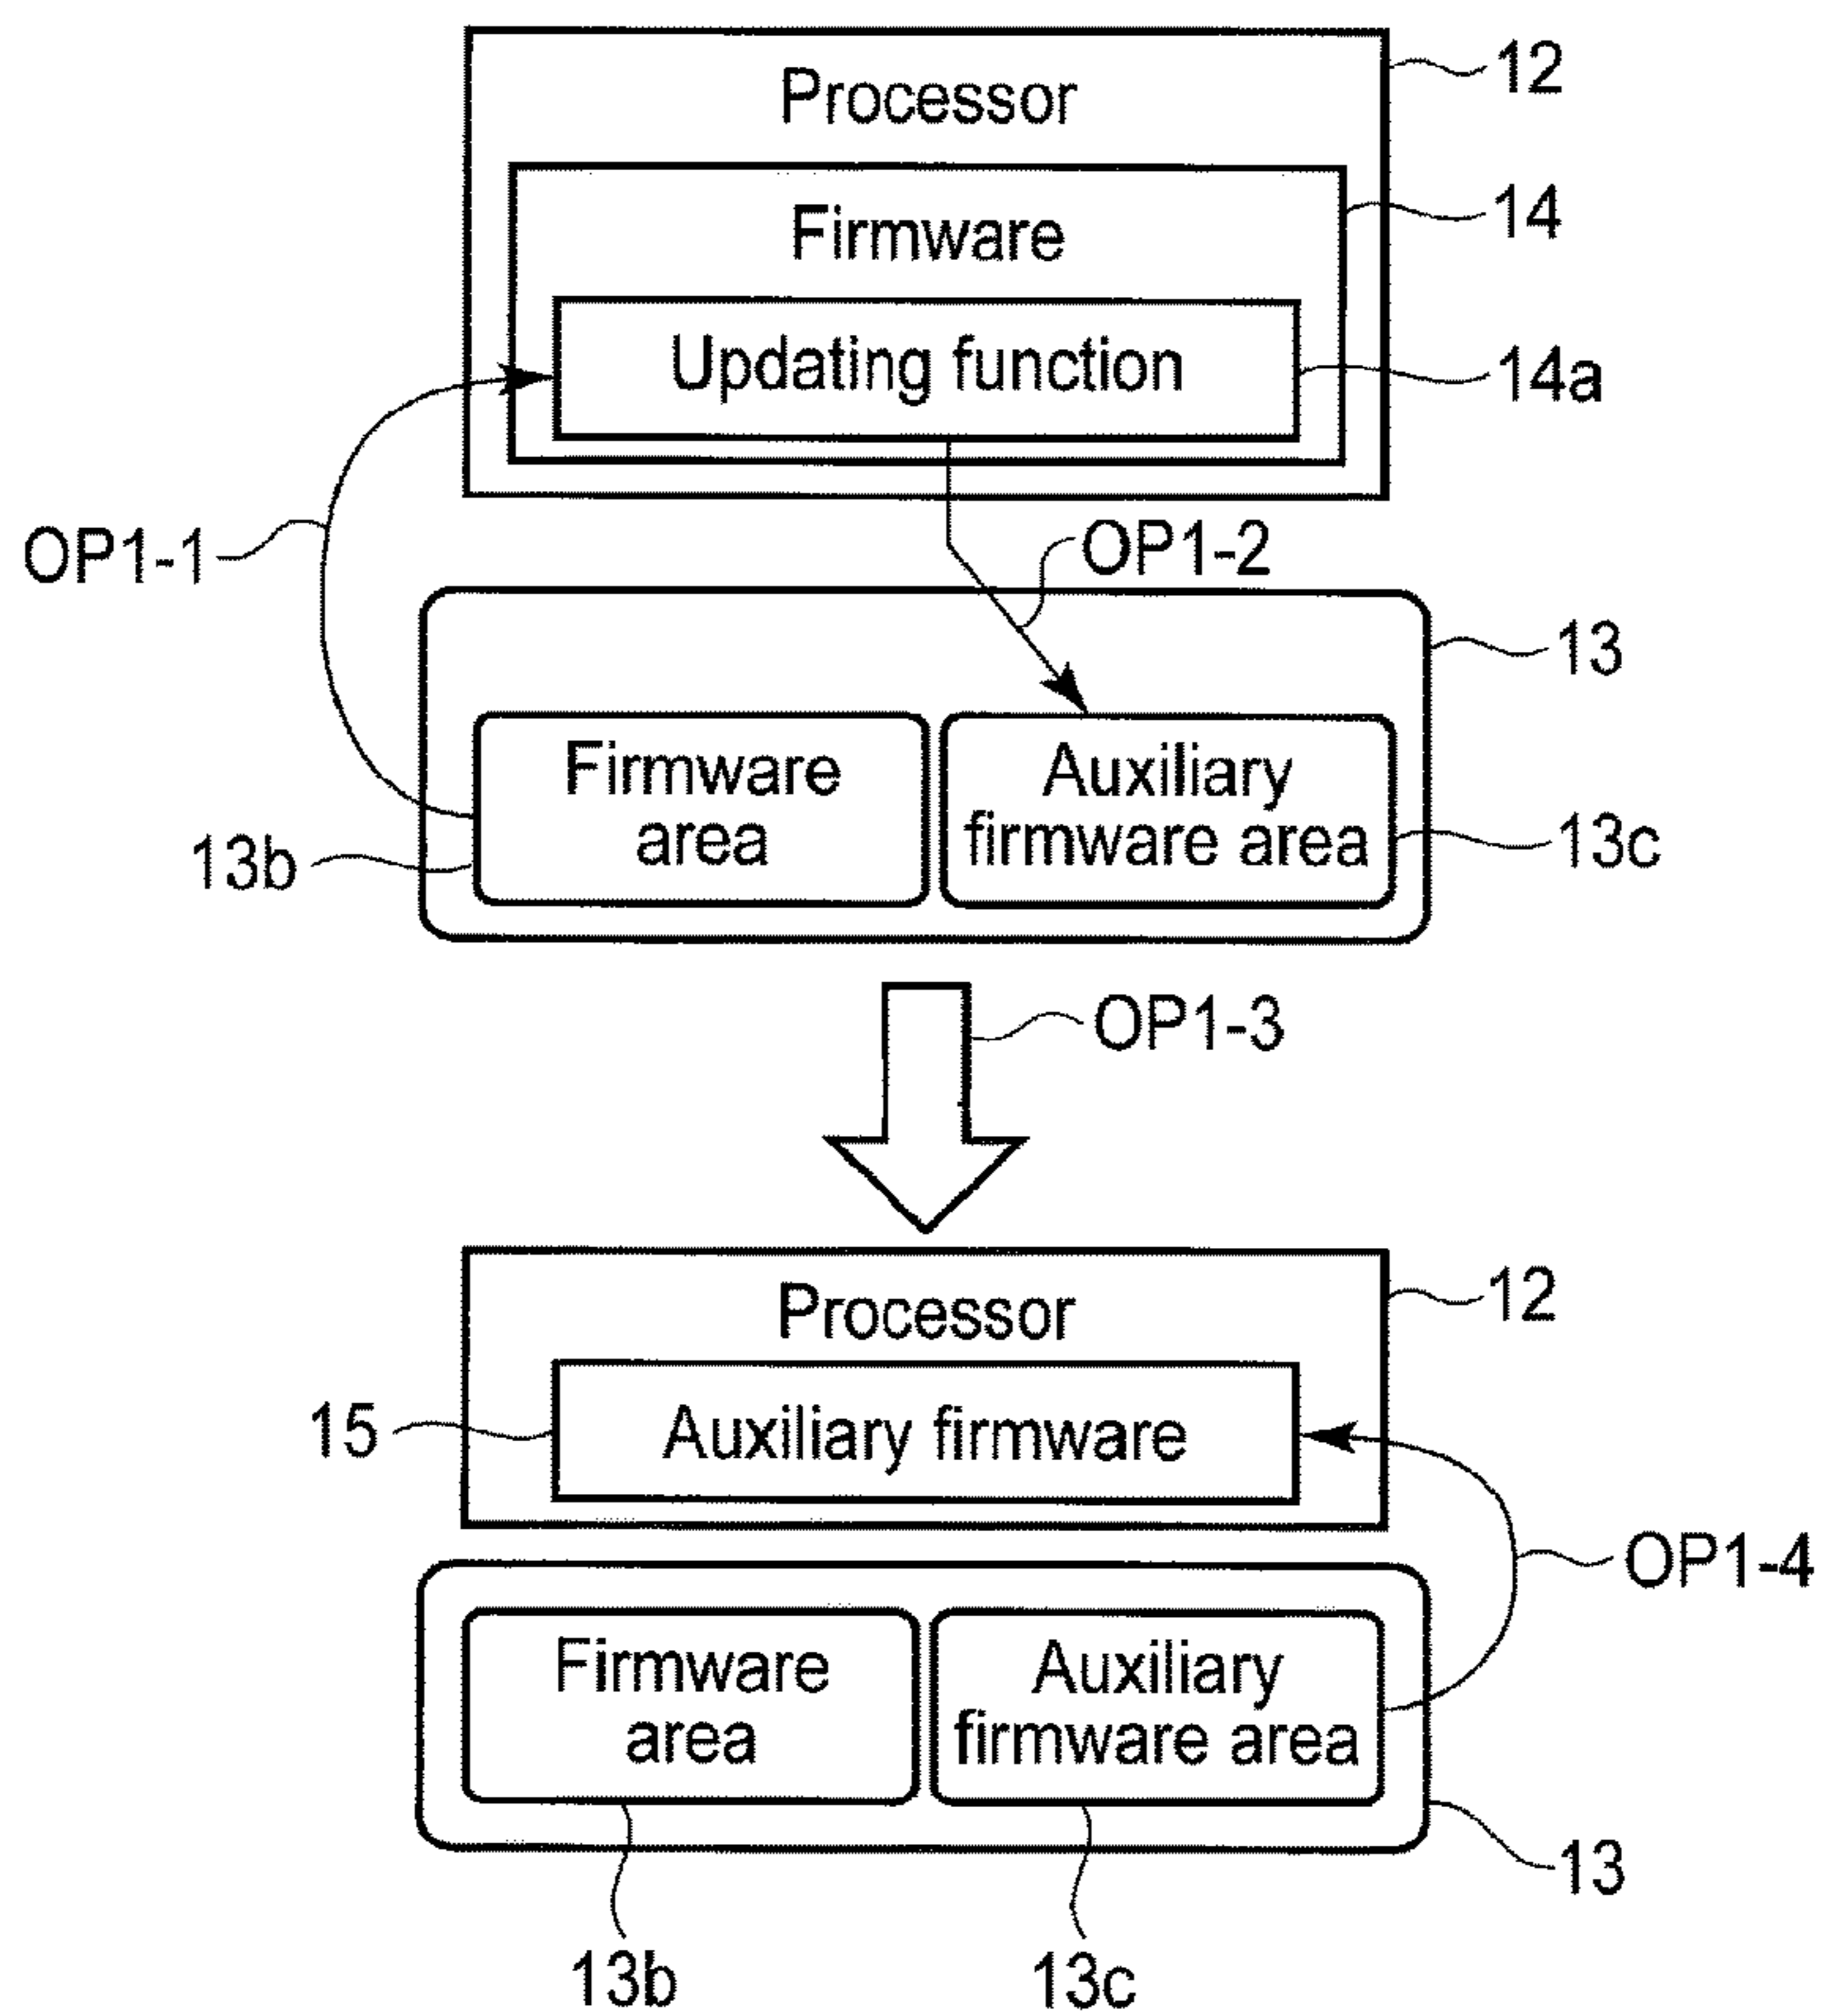 Processor
12
Firmware
14
Updating function
14a
OP1-1
OP1-2
13
Firmware
area
Auxiliary
firmware area
13b
13c
OP1-3
Processor
12
15
Auxiliary firmware
OP1-4
Firmware
area
Auxiliary
firmware area
13
13b
13c